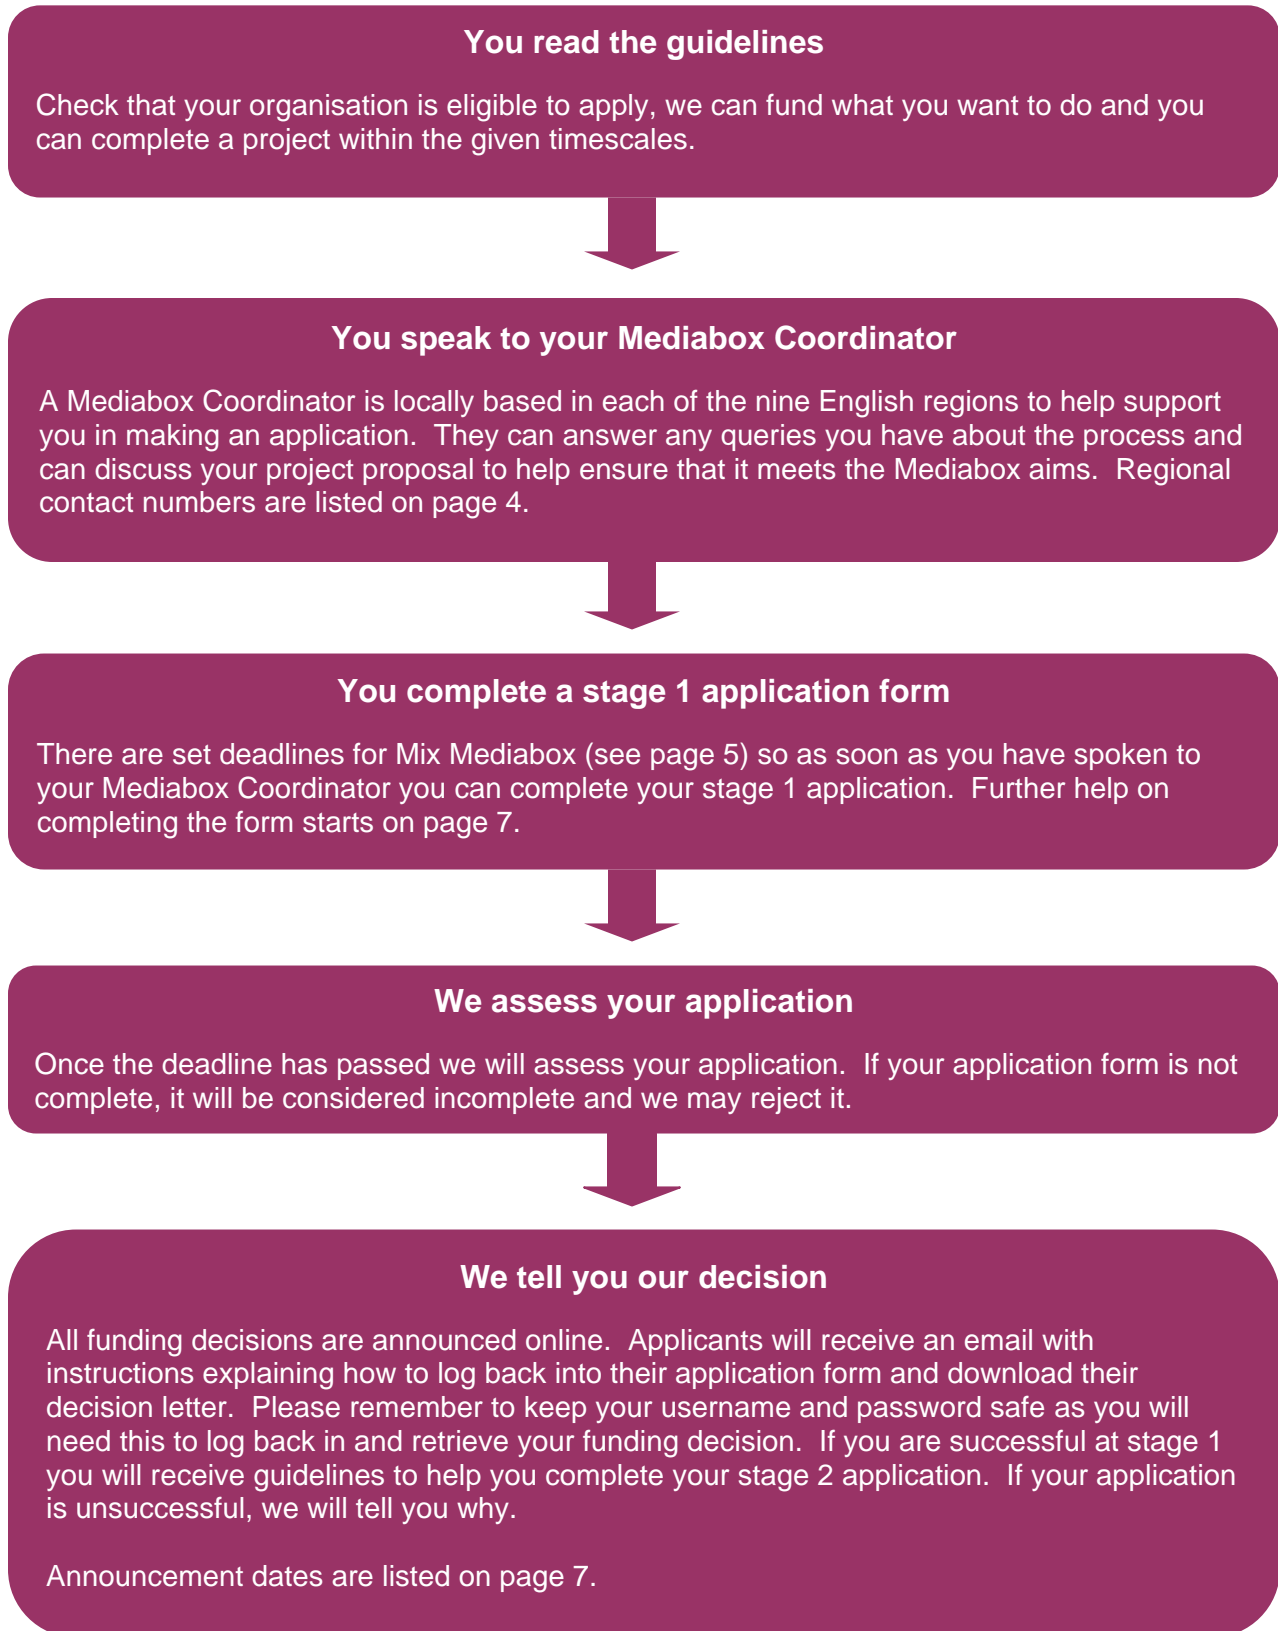 You read the guidelines
Check that your organisation is eligible to apply, we can fund what you want to do and you
can complete a project within the given timescales.
You speak to your Mediabox Coordinator
A Mediabox Coordinator is locally based in each of the nine English regions to help support
you in making an application.  They can answer any queries you have about the process and
can discuss your project proposal to help ensure that it meets the Mediabox aims.  Regional
contact numbers are listed on page 4.
You complete a stage 1 application form
There are set deadlines for Mix Mediabox (see page 5) so as soon as you have spoken to
your Mediabox Coordinator you can complete your stage 1 application.  Further help on
completing the form starts on page 7.
We assess your application
Once the deadline has passed we will assess your application.  If your application form is not
complete, it will be considered incomplete and we may reject it.
We tell you our decision
All funding decisions are announced online.  Applicants will receive an email with
instructions explaining how to log back into their application form and download their
decision letter.  Please remember to keep your username and password safe as you will
need this to log back in and retrieve your funding decision.  If you are successful at stage 1
you will receive guidelines to help you complete your stage 2 application.  If your application
is unsuccessful, we will tell you why.
Announcement dates are listed on page 7.